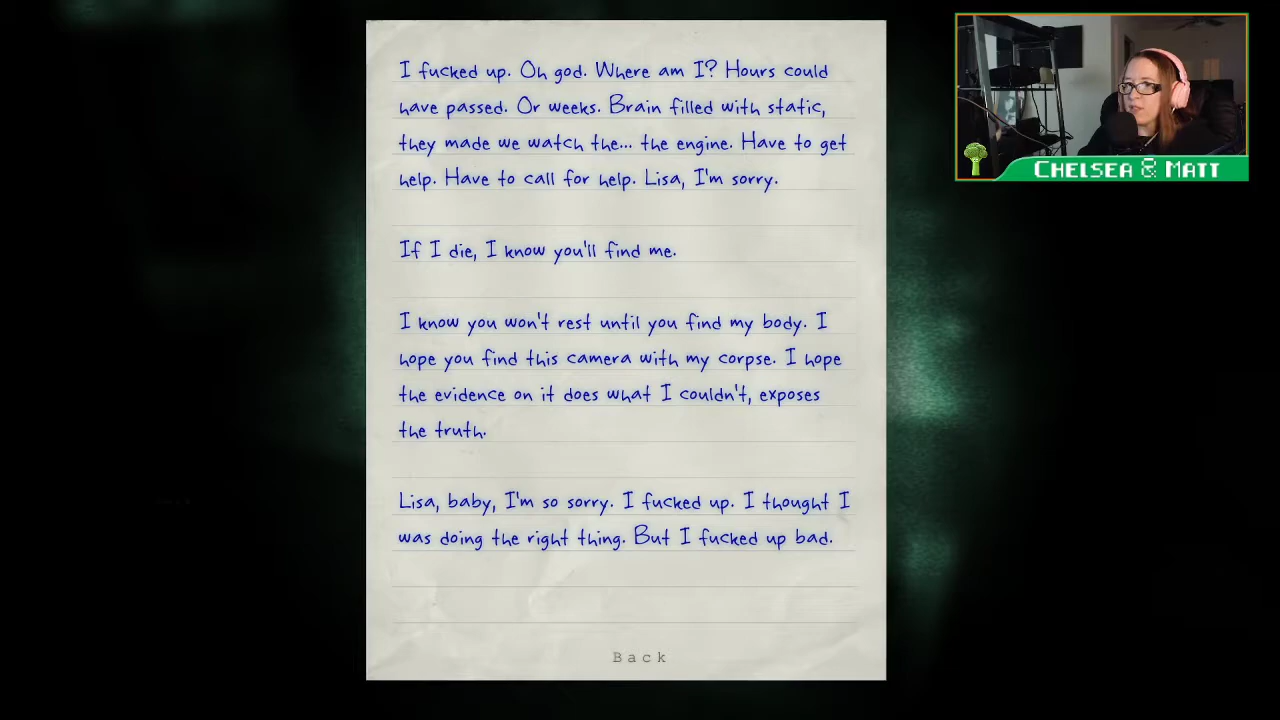 I fucked up. Oh god. Where am I? Hours could
have passed. Or weeks. Brain filled with static,
they made we watch the... the engine. Have to get
help. Have to call for help. Lisa, I'm sorry.
If I die, I know you'll find me.
I know you won't rest until you find my body. I
hope you find this camera with my corpse. I hope
the evidence on it does what I couldn't, exposes
the truth.
Lisa, baby, I'm so sorry. I fucked up. I thought I
was doing the right thing. But I fucked up bad.
Back
Chelsea & Matt